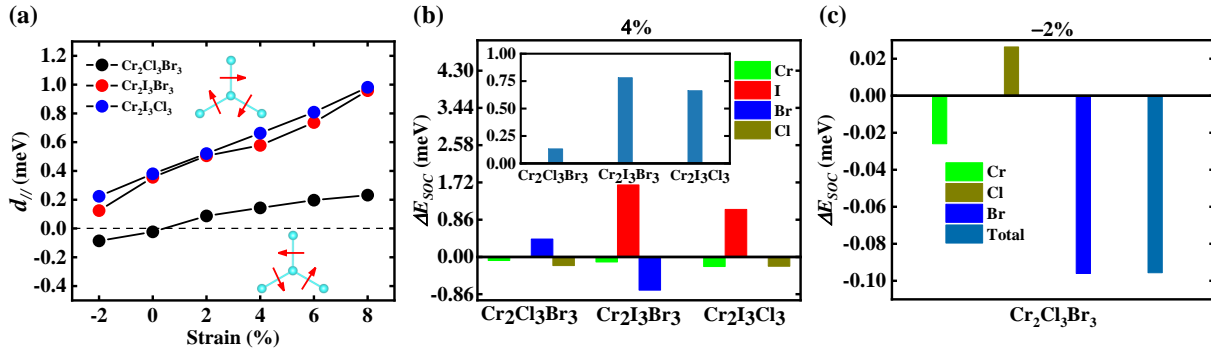 (a)
d// (meV)
1.2
1.0
0.8
0.6
0.4
0.2
0.0
-0.2
-0.4
Cr2Cl3Br3
Cr2I3Br3
Cr2I3Cl3
-2 0 2 4 6 8
Strain (%)
(b)
4%
ΔESOC (meV)
4.30
3.44
2.58
1.72
0.86
0.00
-0.86
1.00
0.75
0.50
0.25
0.00
Cr2Cl3Br3 Cr2I3Br3 Cr2I3Cl3
Cr
I
Br
Cl
Cr2Cl3Br3 Cr2I3Br3 Cr2I3Cl3
(c)
−2%
ΔESOC (meV)
0.02
0.00
-0.02
-0.04
-0.06
-0.08
-0.10
Cr
Cl
Br
Total
Cr2Cl3Br3